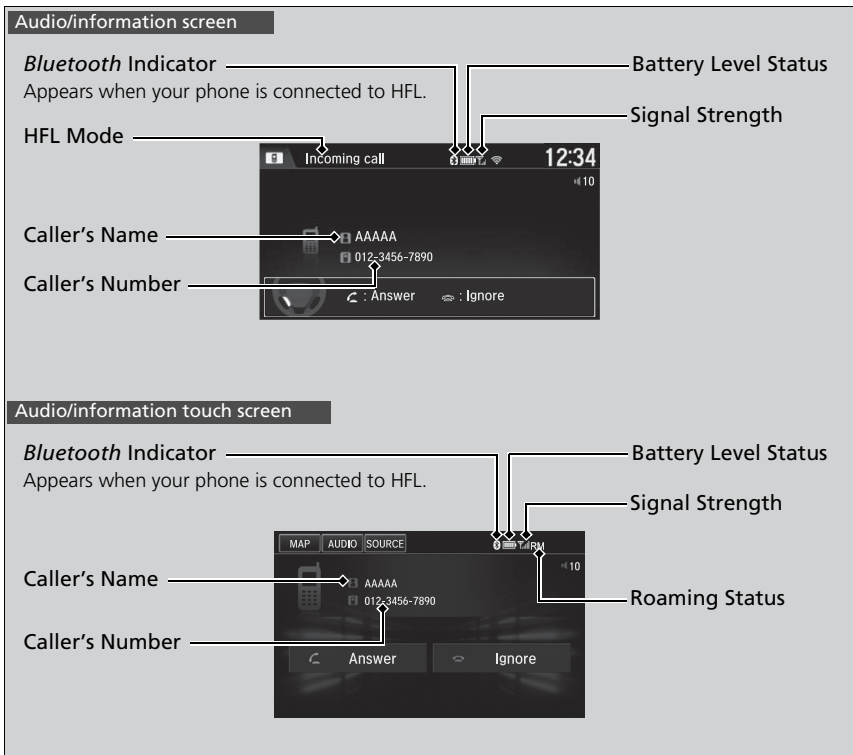 Audio/information screen
Bluetooth Indicator
Appears when your phone is connected to HFL.
Battery Level Status
Signal Strength
HFL Mode
Incoming call
12:34
10
Caller's Name
AAAAA
012-3456-7890
Caller's Number
: Answer
: Ignore
Audio/information touch screen
Bluetooth Indicator
Appears when your phone is connected to HFL.
Battery Level Status
Signal Strength
MAP AUDIO SOURCE
RM
10
Caller's Name
AAAAA
012-3456-7890
Roaming Status
Caller's Number
Answer
Ignore